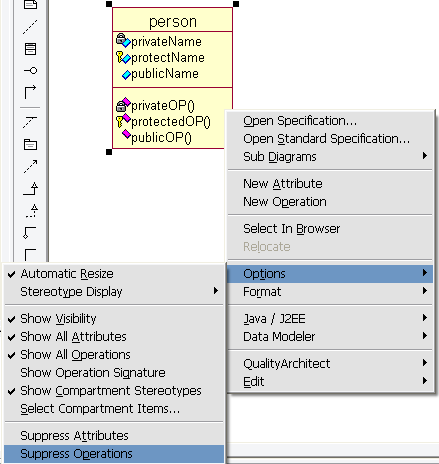 person
privateName
protectName
publicName
privateOP()
protectedOP()
publicOP()
Open Specification...
Open Standard Specification...
Sub Diagrams
New Attribute
New Operation
Select In Browser
Relocate
Options
Format
Java / J2EE
Data Modeler
QualityArchitect
Edit
Automatic Resize
Stereotype Display
Show Visibility
Show All Attributes
Show All Operations
Show Operation Signature
Show Compartment Stereotypes
Select Compartment Items...
Suppress Attributes
Suppress Operations